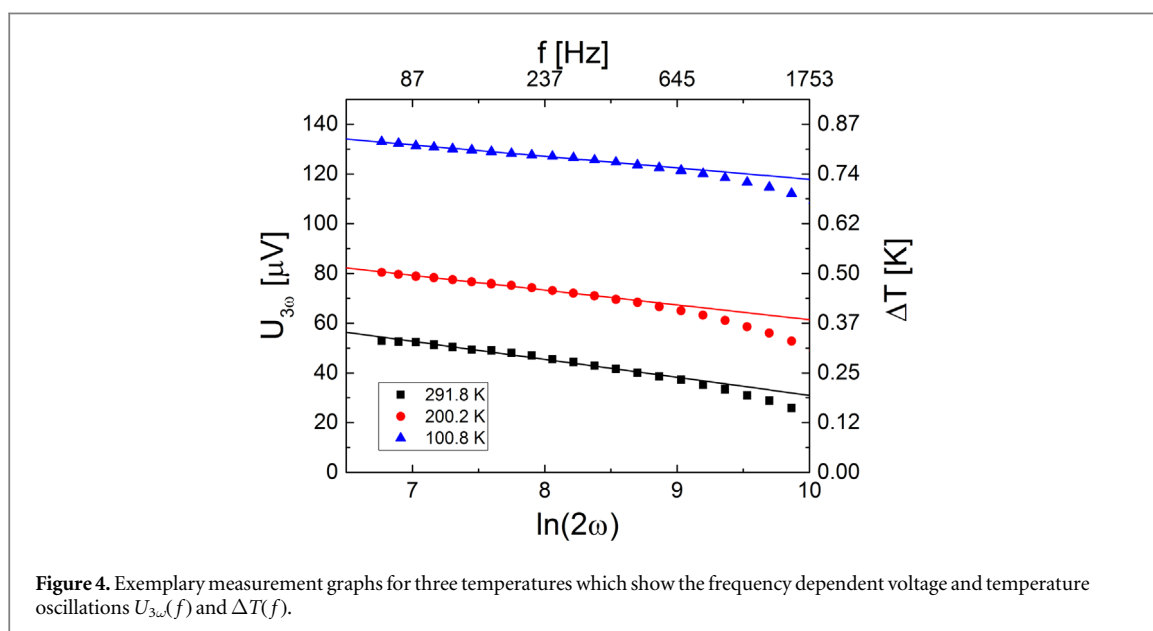 f [Hz]
87 237 645 1753
140 0.87
120 0.74
100 0.62
80 0.50
60 0.37
40 0.25
20 0.12
0 0.00
U3ω [μV]
ΔT [K]
291.8 K
200.2 K
100.8 K
7 8 9 10
ln(2ω)
Figure 4. Exemplary measurement graphs for three temperatures which show the frequency dependent voltage and temperature
oscillations U3ω(f) and ΔT(f).